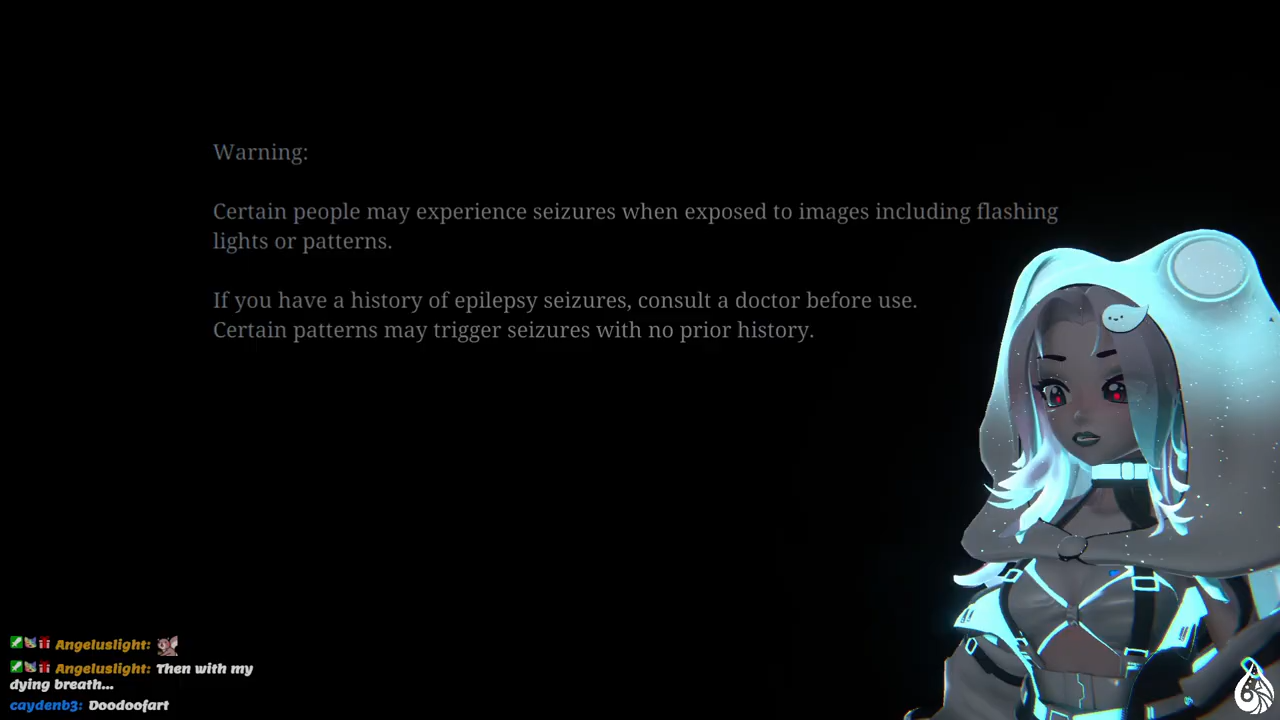 Warning:
Certain people may experience seizures when exposed to images including flashing
lights or patterns.
If you have a history of epilepsy seizures, consult a doctor before use.
Certain patterns may trigger seizures with no prior history.
Angeluslight:
Angeluslight: Then with my
dying breath...
caydenb3: Doodoofart